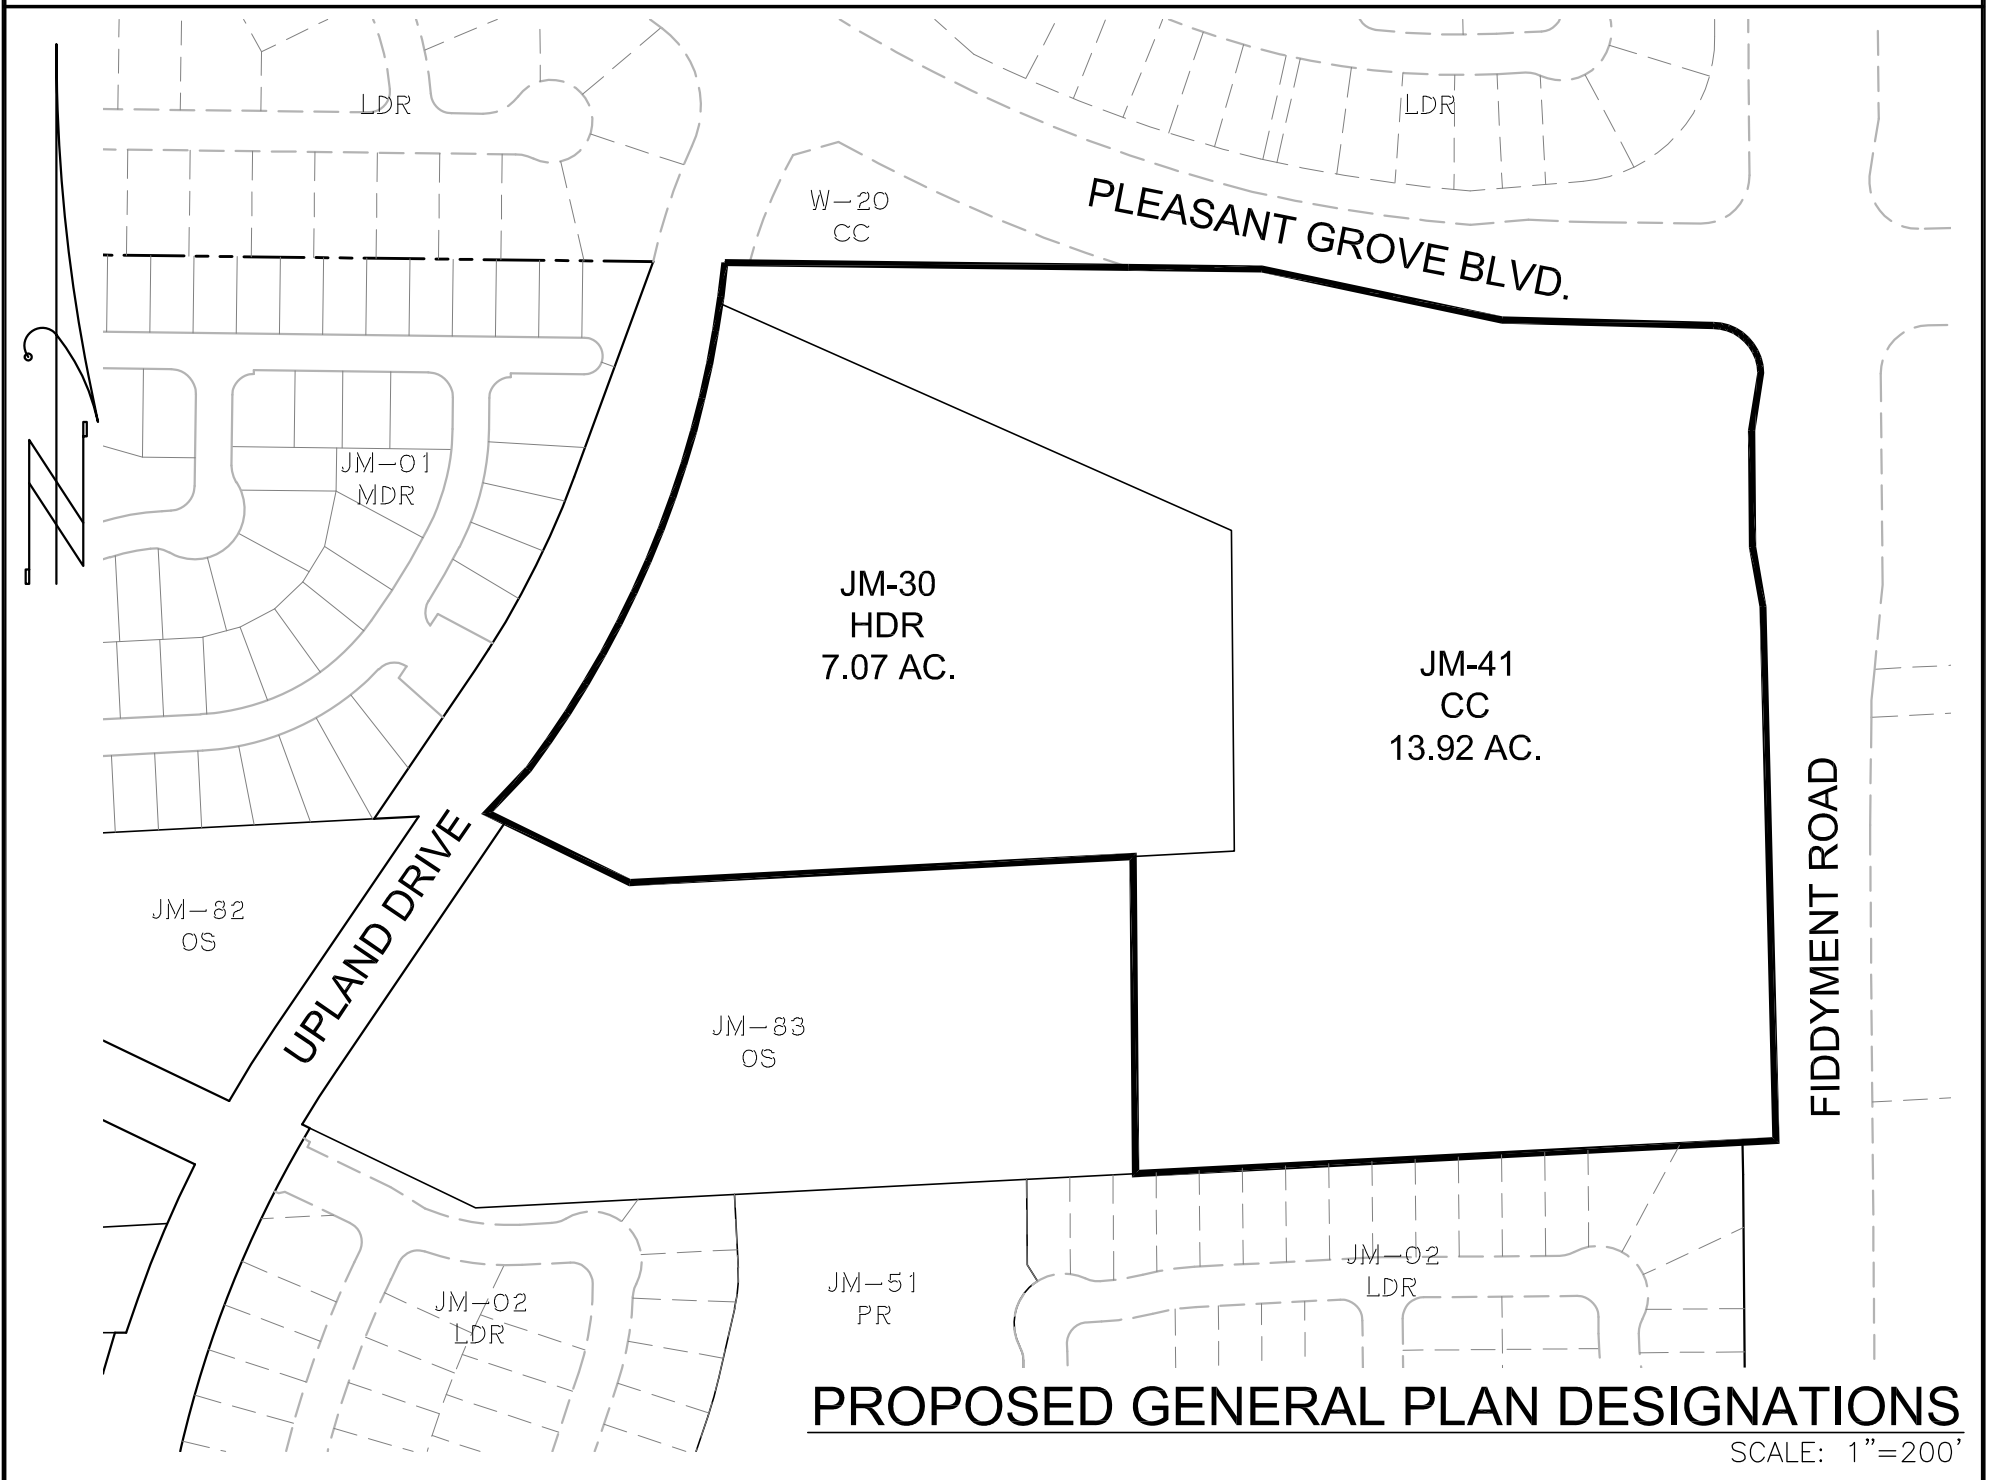 LDR
LDR
W-20
CC
PLEASANT GROVE BLVD.
JM-01
MDR
JM-30
HDR
7.07 AC.
JM-41
CC
13.92 AC.
FIDDYMENT ROAD
UPLAND DRIVE
JM-82
OS
JM-83
OS
JM-02
LDR
JM-51
PR
JM-02
LDR
N
PROPOSED GENERAL PLAN DESIGNATIONS
SCALE: 1"=200'